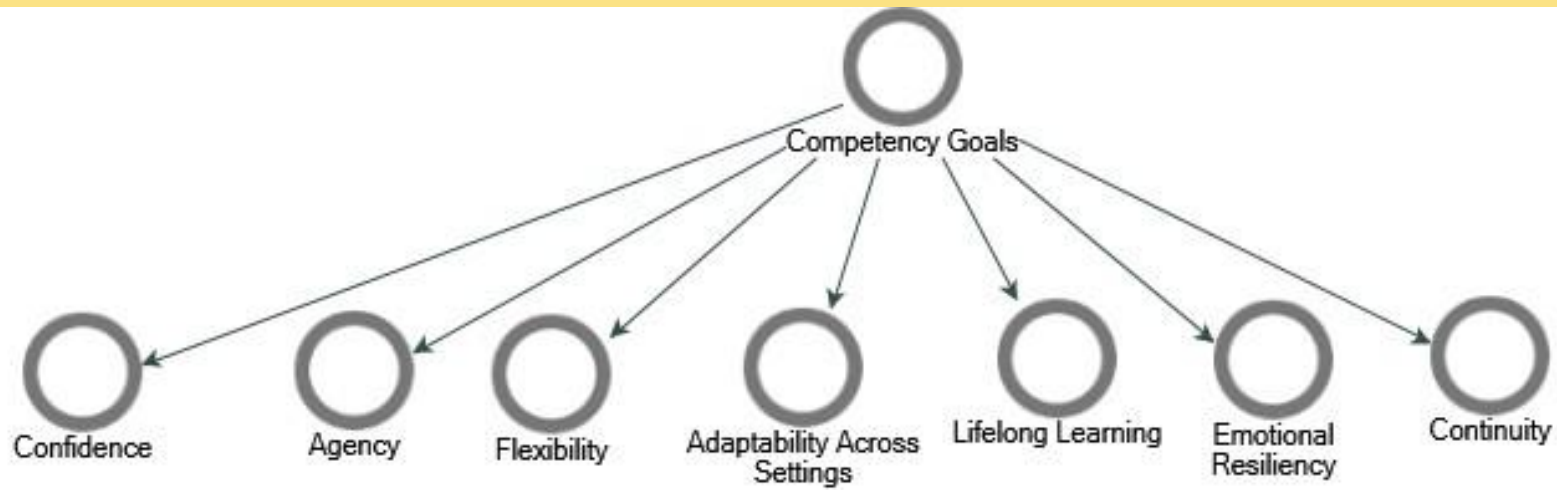 Competency Goals
Confidence
Agency
Flexibility
Adaptability Across
Settings
Lifelong Learning
Emotional
Resiliency
Continuity